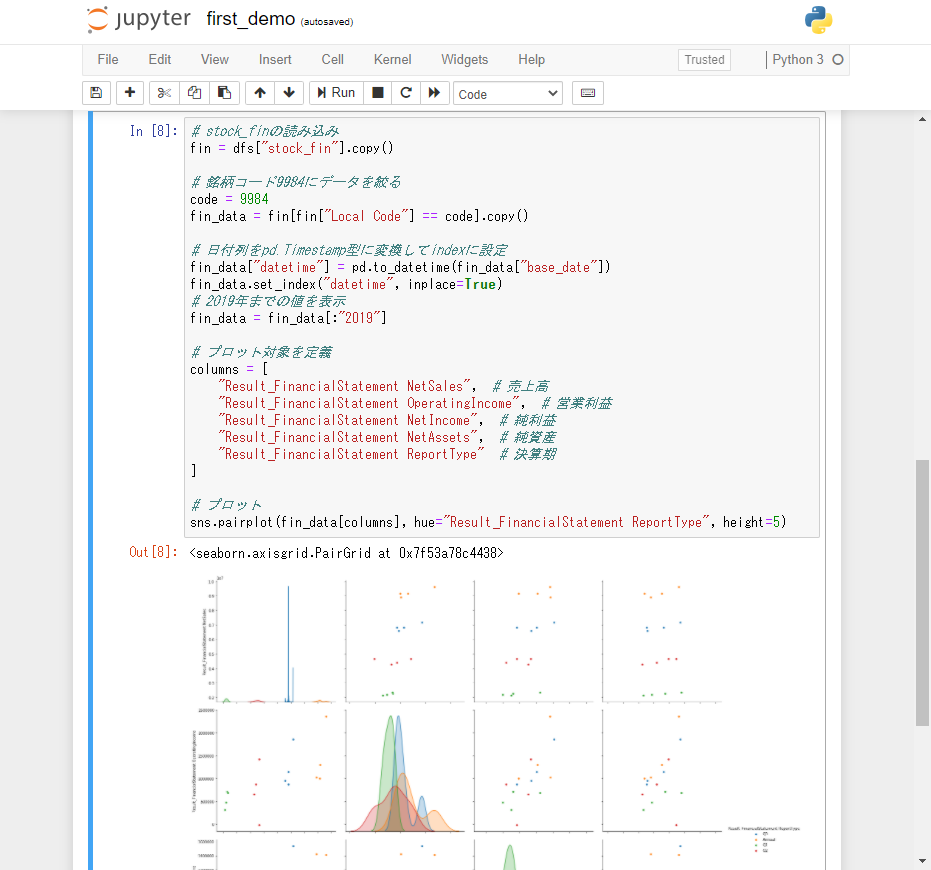 jupyter first_demo (autosaved)
File Edit View Insert Cell Kernel Widgets Help Trusted Python 3
Run Code
In [8]:
# stock_finの読み込み
fin = dfs["stock_fin"].copy()
# 銘柄コード9984にデータを絞る
code = 9984
fin_data = fin[fin["Local Code"] == code].copy()
# 日付列をpd.Timestamp型に変換してindexに設定
fin_data["datetime"] = pd.to_datetime(fin_data["base_date"])
fin_data.set_index("datetime", inplace=True)
# 2019年までの値を表示
fin_data = fin_data[:"2019"]
# プロット対象を定義
columns = [
"Result_FinancialStatement NetSales", # 売上高
"Result_FinancialStatement OperatingIncome", # 営業利益
"Result_FinancialStatement NetIncome", # 純利益
"Result_FinancialStatement NetAssets", # 純資産
"Result_FinancialStatement ReportType" # 決算期
]
# プロット
sns.pairplot(fin_data[columns], hue="Result_FinancialStatement ReportType", height=5)
Out[8]: <seaborn.axisgrid.PairGrid at 0x7f53a78c4438>